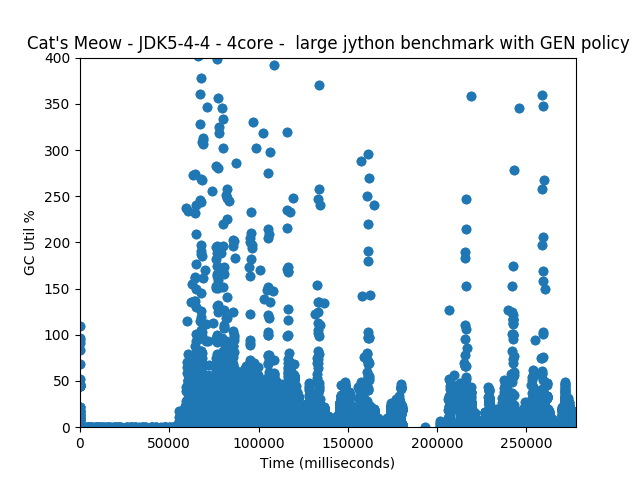 Cat's Meow - JDK5-4-4 - 4core -  large jython benchmark with GEN policy
400
350
300
250
200
150
100
50
0
GC Util %
0 50000 100000 150000 200000 250000
Time (milliseconds)